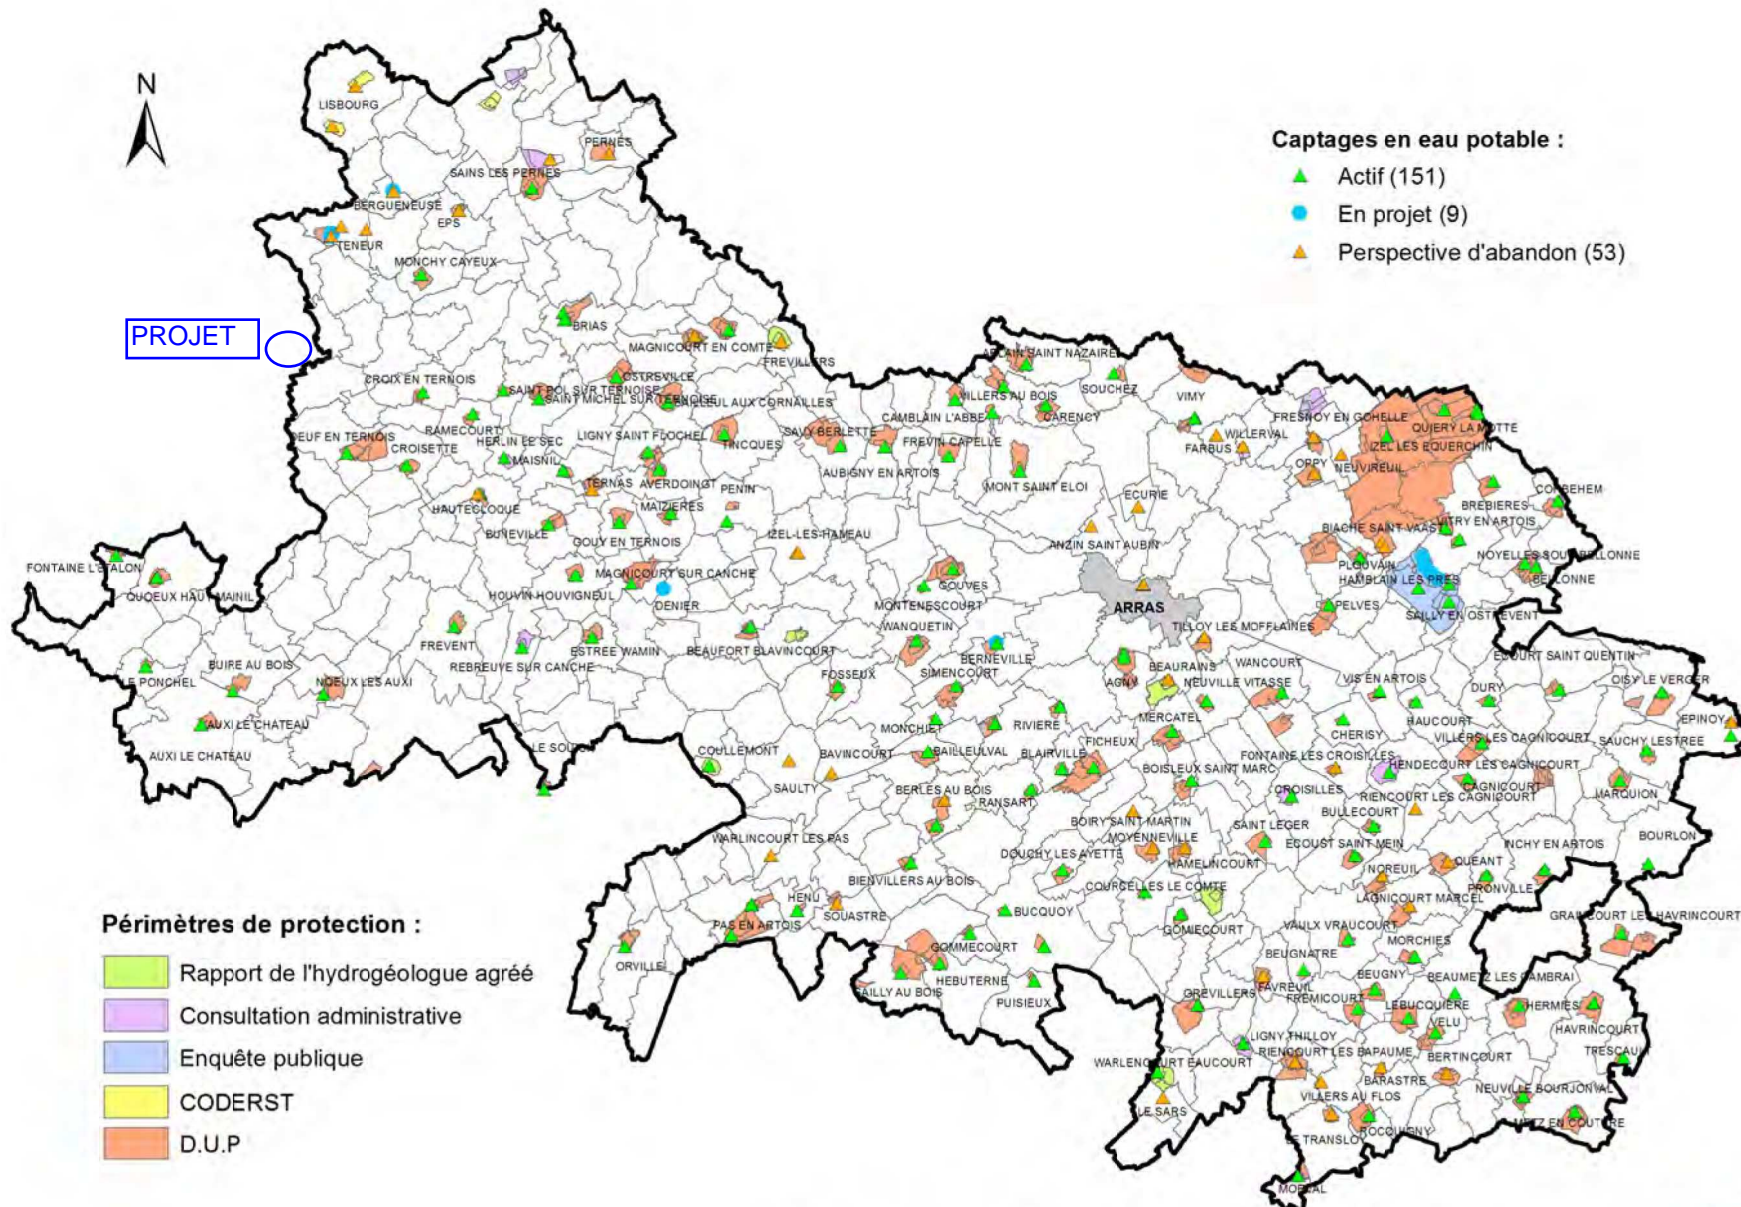 N
Captages en eau potable :
Actif (151)
En projet (9)
Perspective d'abandon (53)
LISBOURG
PERNES
SAINS LES PERNES
BERGUENEUSE
EPS
TENEUR
MONCHY CAYEUX
PROJET
BRIAS
MAGNICOURT EN COMTE
FREVILLERS
ABLAIN SAINT NAZAIRE
SOUCHEZ
VIMY
CROIX EN TERNOIS
OSTREVILLE
SAINT POL SUR TERNOISE
SAINT MICHEL SUR TERNOISE
BAILLEUL AUX CORNAILLES
VILLERS AU BOIS
CAMBLAIN L'ABBE
CARENCY
FRESNOY EN GOHELLE
QUIERY LA MOTTE
RAMECOURT
OEUF EN TERNOIS
HERLIN LE SEC
LIGNY SAINT FLOCHEL
TINCQUES
SAVY BERLETTE
FREVIN CAPELLE
WILLERVAL
FARBUS
IZEL LES EQUERCHIN
CROISETTE
MAISNIL
AUBIGNY EN ARTOIS
OPPY
NEUVIREUIL
TERNAS
AVERDOINGT
PENIN
MONT SAINT ELOI
ECURIE
BREBIERES
CORBEHEM
HAUTECLOQUE
MAIZIERES
BUNEVILLE
GOUY EN TERNOIS
IZEL-LES-HAMEAU
ANZIN SAINT AUBIN
BIACHE SAINT VAAST
VITRY EN ARTOIS
FONTAINE L'ETALON
QUOEUX HAUT MAINIL
MAGNICOURT SUR CANCHE
HOUVIN HOUVIGNEUL
DENIER
GOUVES
MONTENESCOURT
ARRAS
PLOUVAIN
HAMBLAIN LES PRES
NOYELLES SOUS BELLONNE
BELLONNE
PELVES
SAILLY EN OSTREVENT
FREVENT
REBREUVE SUR CANCHE
ESTREE WAMIN
BEAUFORT BLAVINCOURT
WANQUETIN
BERNEVILLE
TILLOY LES MOFFLAINES
BUIRE AU BOIS
LE PONCHEL
NOEUX LES AUXI
FOSSEUX
SIMENCOURT
AGNY
BEAURAINS
WANCOURT
NEUVILLE VITASSE
VIS EN ARTOIS
DURY
ECOURT SAINT QUENTIN
OISY LE VERGER
AUXI LE CHATEAU
AUXI LE CHATEAU
MONCHIET
RIVIERE
MERCATEL
CHERISY
HAUCOURT
EPINOY
LE SOUICH
COULLEMONT
BAVINCOURT
BAILLEULVAL
BLAIRVILLE
FICHEUX
FONTAINE LES CROISILLES
VILLERS LES CAGNICOURT
SAUCHY LESTREE
SAULTY
BERLES AU BOIS
RANSART
BOISLEUX SAINT MARC
CROISILLES
HENDECOURT LES CAGNICOURT
CAGNICOURT
RIENCOURT LES CAGNICOURT
MARQUION
WARLINCOURT LES PAS
BOIRY SAINT MARTIN
MOYENNEVILLE
SAINT LEGER
BULLECOURT
ECOUST SAINT MEIN
INCHY EN ARTOIS
BOURLON
BIENVILLERS AU BOIS
DOUCHY LES AYETTE
HAMELINCOURT
NOREUIL
QUEANT
PRONVILLE
HENU
SOUASTRE
COURCELLES LE COMTE
LAGNICOURT MARCEL
PAS EN ARTOIS
BUCQUOY
GOMIECOURT
VAULX VRAUCOURT
GRAINCOURT LES HAVRINCOURT
ORVILLE
GOMMECOURT
MORCHIES
HEBUTERNE
SAILLY AU BOIS
PUISIEUX
BEUGNATRE
BEUGNY
BEAUMETZ LES CAMBRAI
GREVILLERS
FAVREUIL
FREMICOURT
LEBUCQUIERE
HERMIES
VELU
HAVRINCOURT
LIGNY THILLOY
WARLENCOURT EAUCOURT
RIENCOURT LES BAPAUME
BERTINCOURT
TRESCAULT
BARASTRE
VILLERS AU FLOS
NEUVILLE BOURJONVAL
LE SARS
LE TRANSLOY
ROCQUIGNY
METZ EN COUTURE
MORVAL
Périmètres de protection :
Rapport de l'hydrogéologue agréé
Consultation administrative
Enquête publique
CODERST
D.U.P